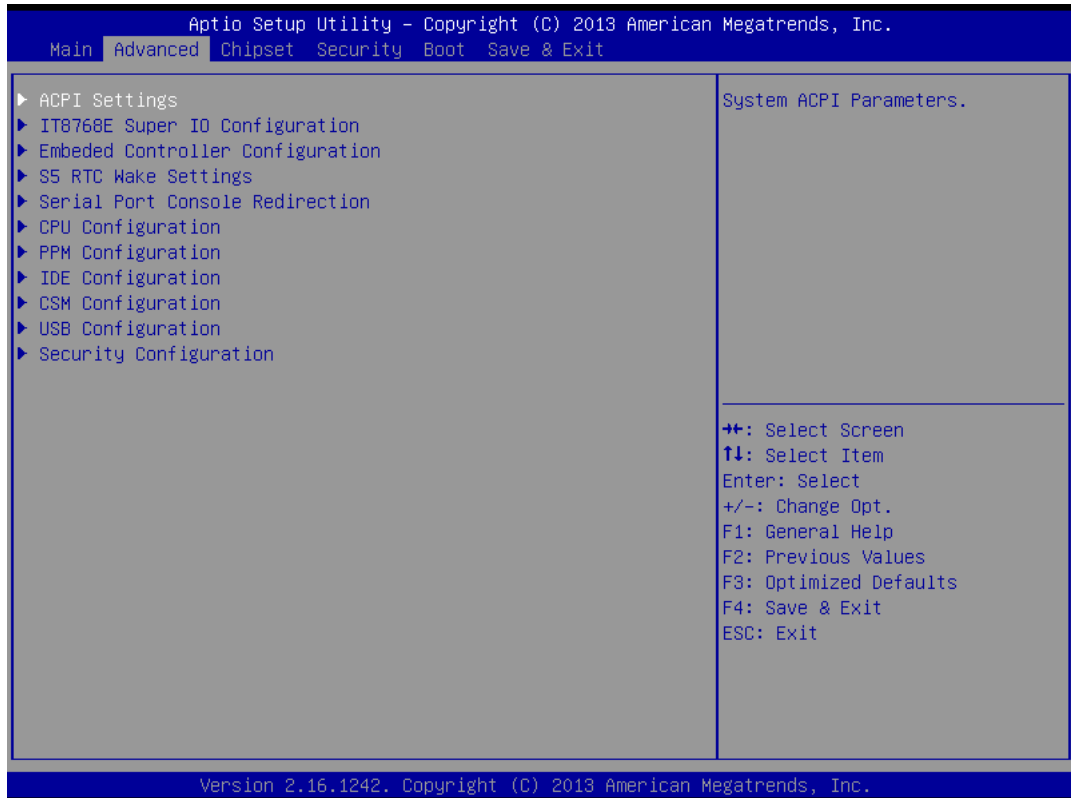 Aptio Setup Utility – Copyright (C) 2013 American Megatrends, Inc.
Main Advanced Chipset Security Boot Save & Exit
ACPI Settings
IT8768E Super IO Configuration
Embeded Controller Configuration
S5 RTC Wake Settings
Serial Port Console Redirection
CPU Configuration
PPM Configuration
IDE Configuration
CSM Configuration
USB Configuration
Security Configuration
System ACPI Parameters.
→←: Select Screen
↑↓: Select Item
Enter: Select
+/-: Change Opt.
F1: General Help
F2: Previous Values
F3: Optimized Defaults
F4: Save & Exit
ESC: Exit
Version 2.16.1242. Copyright (C) 2013 American Megatrends, Inc.